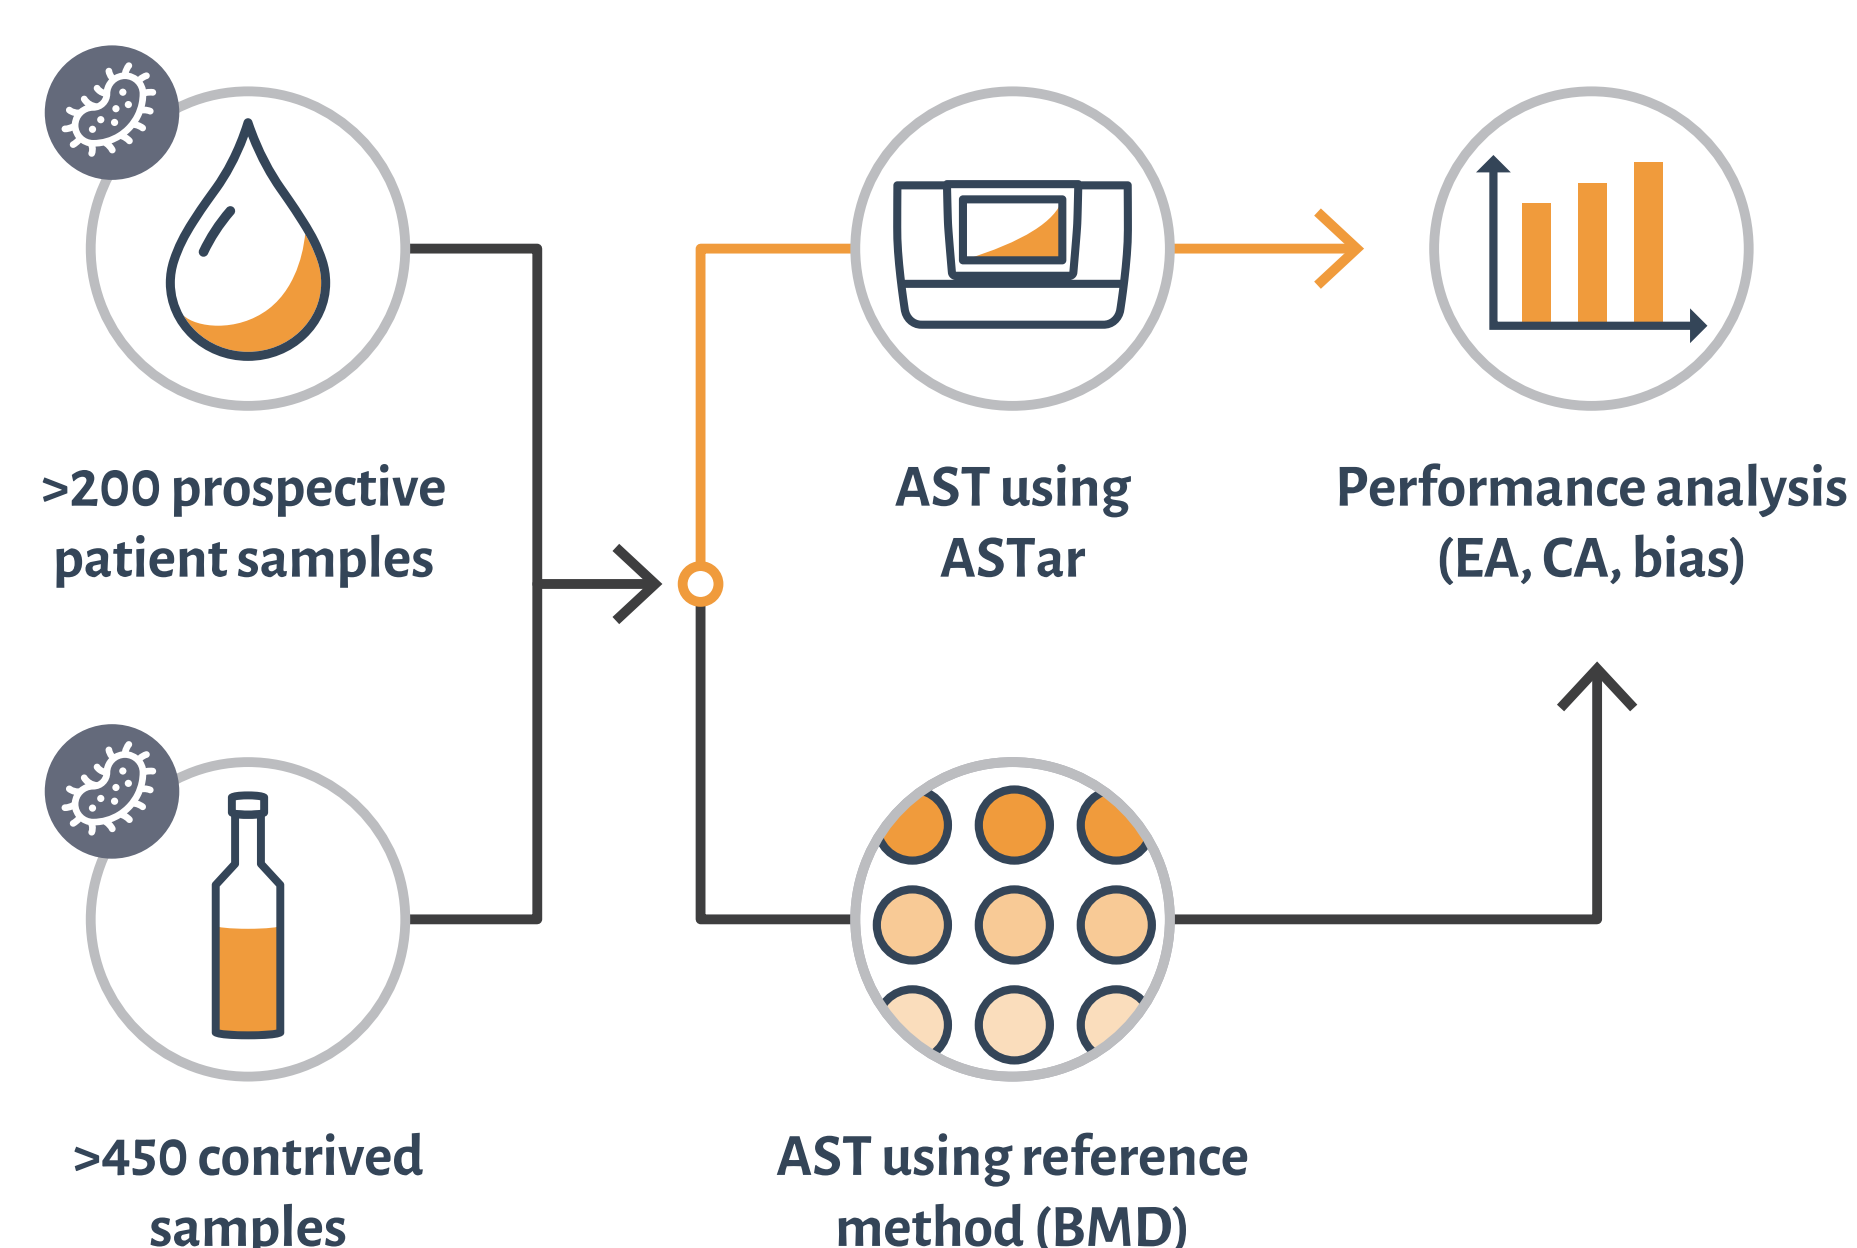 >200 prospective
patient samples
AST using
ASTar
Performance analysis
(EA, CA, bias)
>450 contrived
samples
AST using reference
method (BMD)